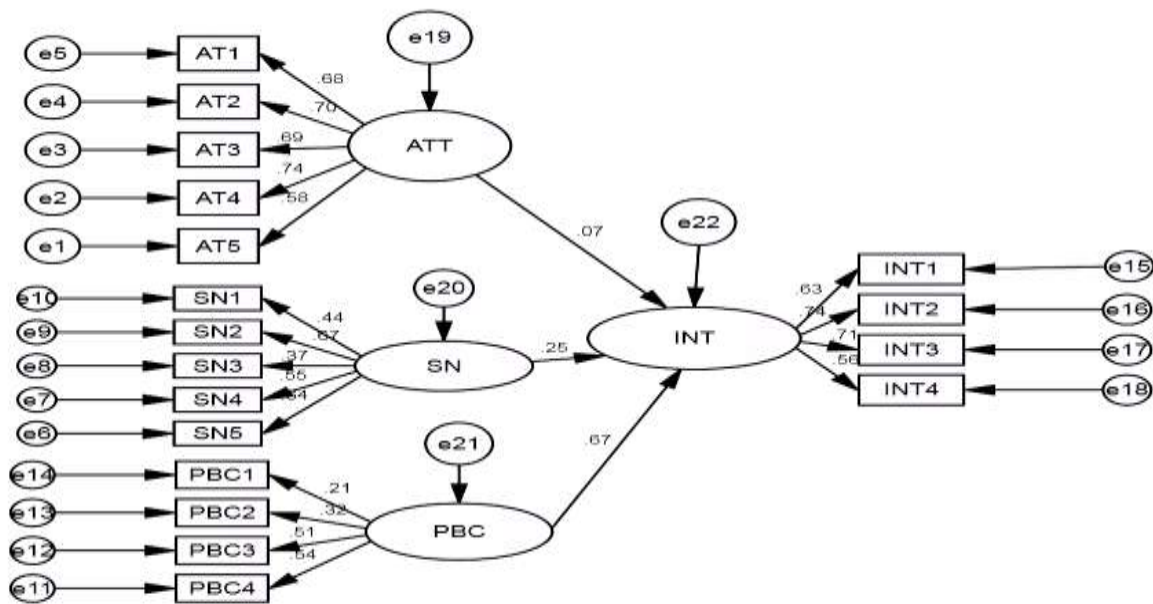 e19
e5 AT1
.68
e4 AT2
.70
e3 AT3
.69
ATT
e2 AT4
.74
.58
e1 AT5
e22
.07
INT1 e15
.63
e10 SN1
e20
.44
INT2 e16
.74
e9 SN2
.67
INT
INT3 e17
.71
e8 SN3
.37
SN
.25
.56
INT4 e18
e7 SN4
.55
e6 SN5
e21
.67
e14 PBC1
.21
e13 PBC2
.32
PBC
.51
e12 PBC3
.54
e11 PBC4